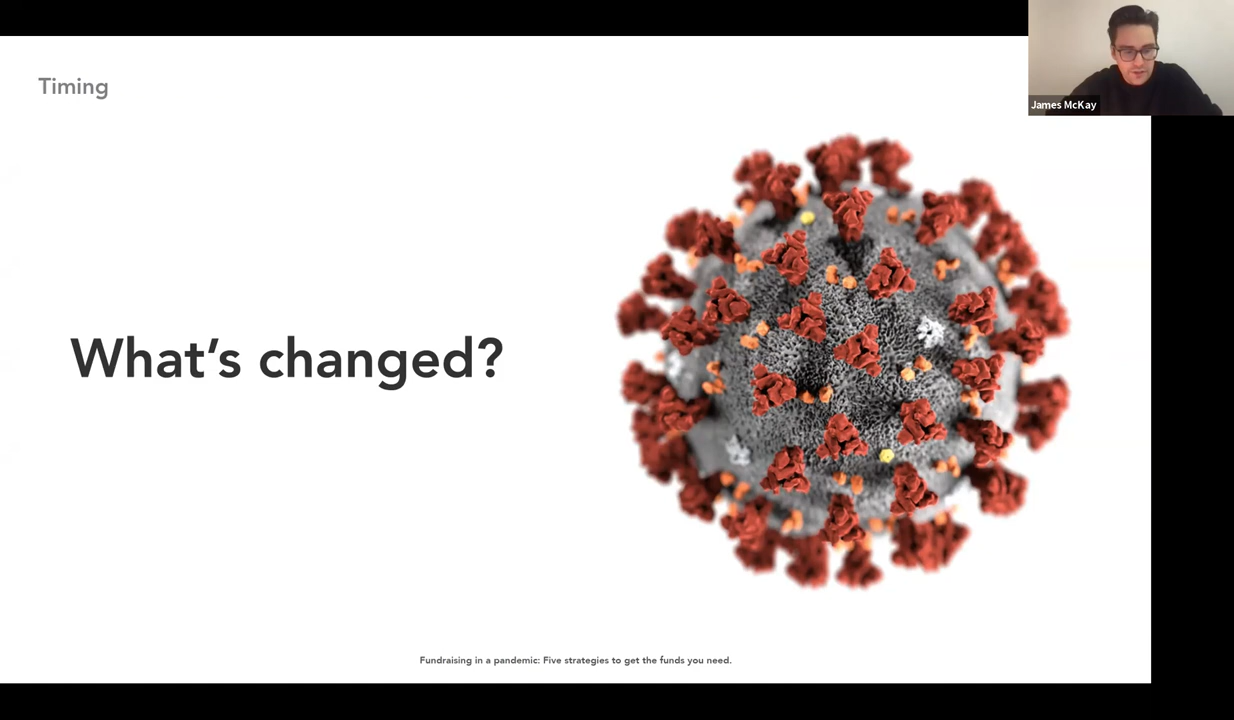 Timing
James McKay
What’s changed?
Fundraising in a pandemic: Five strategies to get the funds you need.